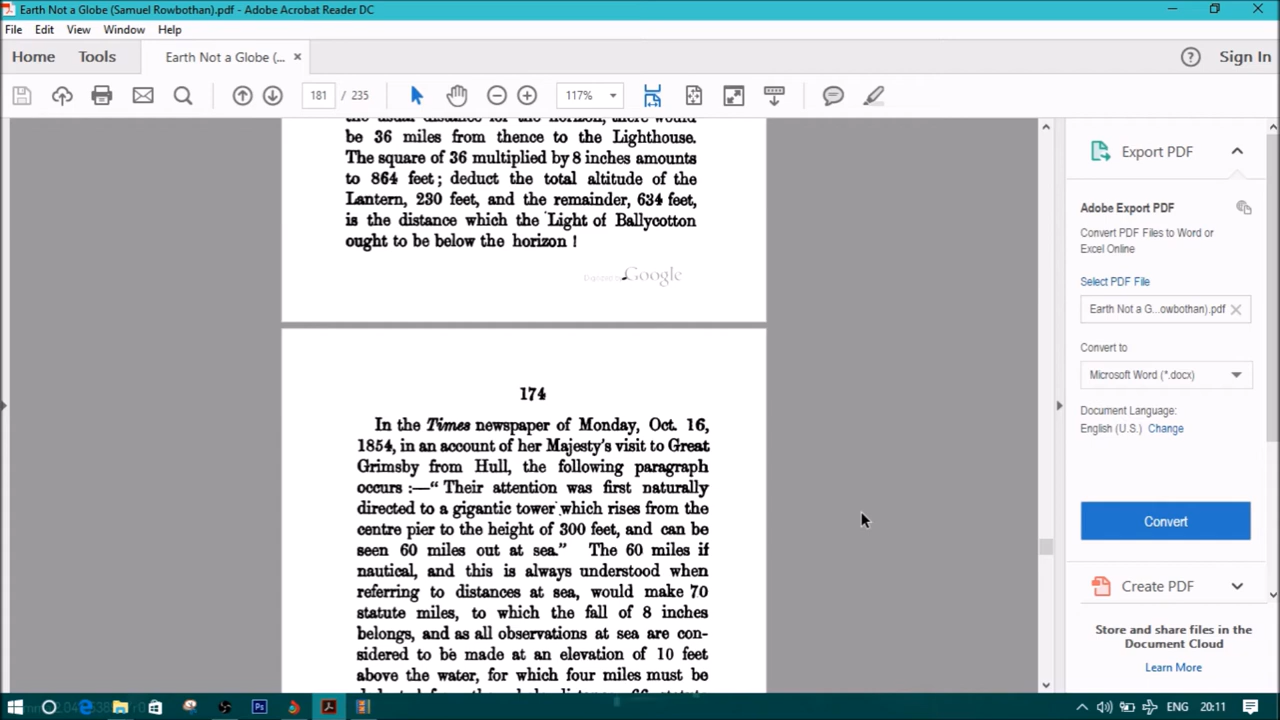 Earth Not a Globe (Samuel Rowbothan).pdf - Adobe Acrobat Reader DC
File Edit View Window Help
Home Tools Earth Not a Globe (... × Sign In
181 / 235 117%
be 36 miles from thence to the Lighthouse.
The square of 36 multiplied by 8 inches amounts
to 864 feet; deduct the total altitude of the
Lantern, 230 feet, and the remainder, 634 feet,
is the distance which the Light of Ballycotton
ought to be below the horizon!
Google
174
In the Times newspaper of Monday, Oct. 16,
1854, in an account of her Majesty's visit to Great
Grimsby from Hull, the following paragraph
occurs:—“Their attention was first naturally
directed to a gigantic tower which rises from the
centre pier to the height of 300 feet, and can be
seen 60 miles out at sea.” The 60 miles if
nautical, and this is always understood when
referring to distances at sea, would make 70
statute miles, to which the fall of 8 inches
belongs, and as all observations at sea are con-
sidered to be made at an elevation of 10 feet
above the water, for which four miles must be
Export PDF
Adobe Export PDF
Convert PDF Files to Word or
Excel Online
Select PDF File
Earth Not a G...owbothan).pdf
Convert to
Microsoft Word (*.docx)
Document Language:
English (U.S.) Change
Convert
Create PDF
Store and share files in the
Document Cloud
Learn More
ENG 20:11